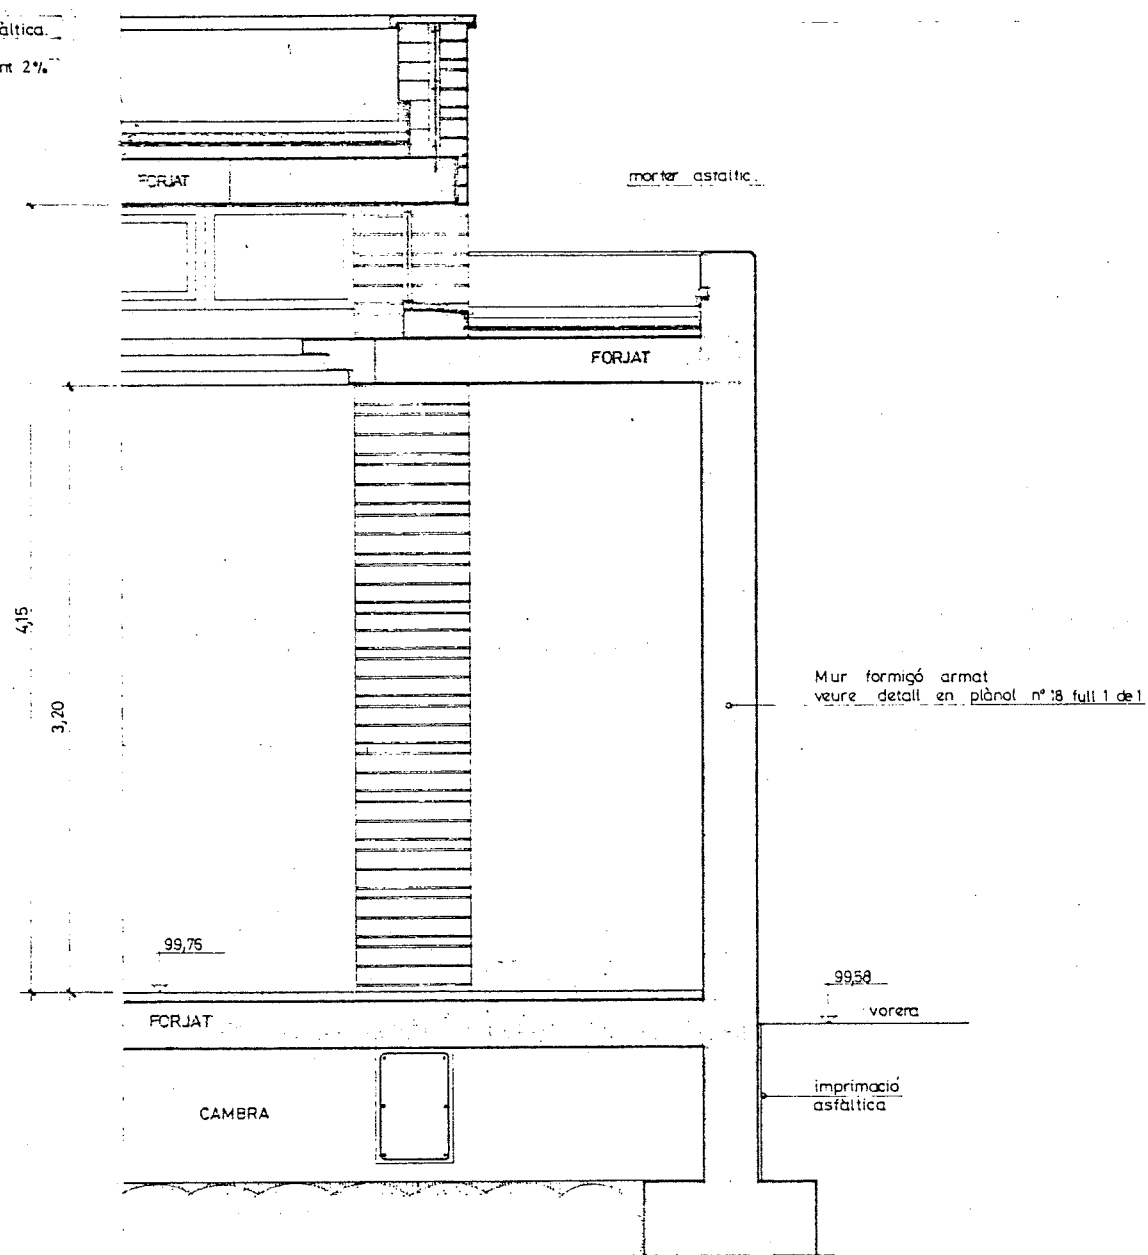 àltica.
nt 2%
FORJAT
morter asfaltic.
FORJAT
4,15
3,20
Mur formigó armat
veure detall en plànol nº 18 full 1 de 1
99,75
99,58
vorera
FORJAT
imprimació
asfàltica
CAMBRA